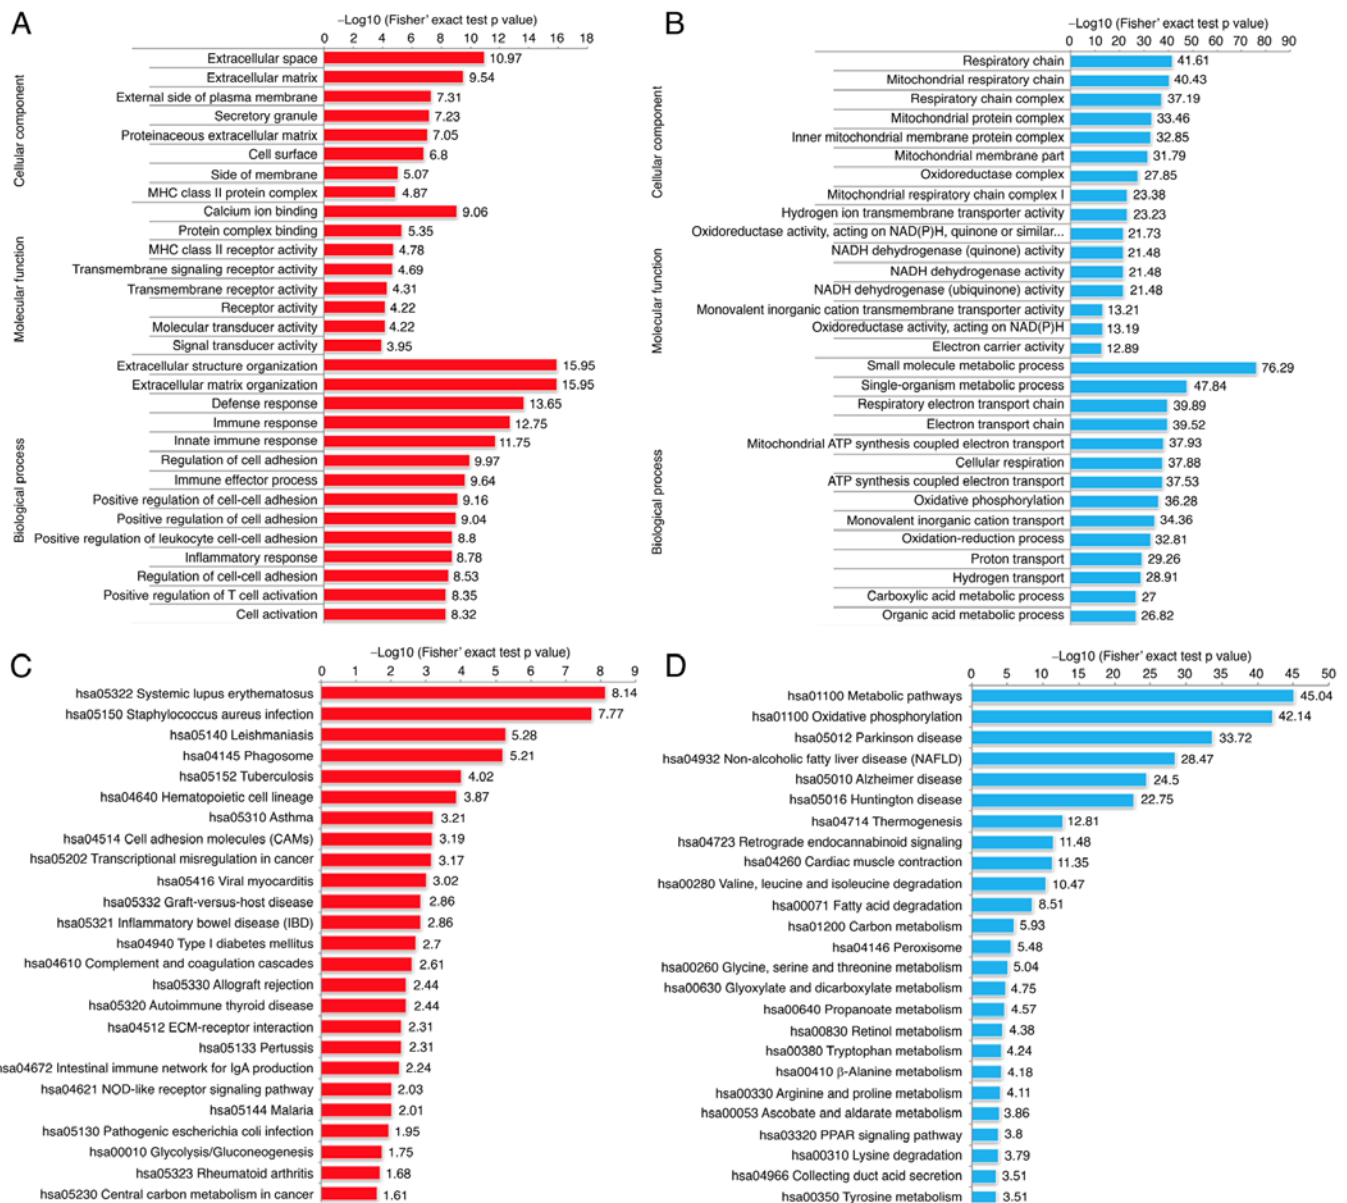 A
–Log10 (Fisher' exact test p value)
0 2 4 6 8 10 12 14 16 18
Cellular component
Extracellular space 10.97
Extracellular matrix 9.54
External side of plasma membrane 7.31
Secretory granule 7.23
Proteinaceous extracellular matrix 7.05
Cell surface 6.8
Side of membrane 5.07
MHC class II protein complex 4.87
Molecular function
Calcium ion binding 9.06
Protein complex binding 5.35
MHC class II receptor activity 4.78
Transmembrane signaling receptor activity 4.69
Transmembrane receptor activity 4.31
Receptor activity 4.22
Molecular transducer activity 4.22
Signal transducer activity 3.95
Biological process
Extracellular structure organization 15.95
Extracellular matrix organization 15.95
Defense response 13.65
Immune response 12.75
Innate immune response 11.75
Regulation of cell adhesion 9.97
Immune effector process 9.64
Positive regulation of cell-cell adhesion 9.16
Positive regulation of cell adhesion 9.04
Positive regulation of leukocyte cell-cell adhesion 8.8
Inflammatory response 8.78
Regulation of cell-cell adhesion 8.53
Positive regulation of T cell activation 8.35
Cell activation 8.32
B
–Log10 (Fisher' exact test p value)
0 10 20 30 40 50 60 70 80 90
Cellular component
Respiratory chain 41.61
Mitochondrial respiratory chain 40.43
Respiratory chain complex 37.19
Mitochondrial protein complex 33.46
Inner mitochondrial membrane protein complex 32.85
Mitochondrial membrane part 31.79
Oxidoreductase complex 27.85
Mitochondrial respiratory chain complex I 23.38
Molecular function
Hydrogen ion transmembrane transporter activity 23.23
Oxidoreductase activity, acting on NAD(P)H, quinone or similar... 21.73
NADH dehydrogenase (quinone) activity 21.48
NADH dehydrogenase activity 21.48
NADH dehydrogenase (ubiquinone) activity 21.48
Monovalent inorganic cation transmembrane transporter activity 13.21
Oxidoreductase activity, acting on NAD(P)H 13.19
Electron carrier activity 12.89
Biological process
Small molecule metabolic process 76.29
Single-organism metabolic process 47.84
Respiratory electron transport chain 39.89
Electron transport chain 39.52
Mitochondrial ATP synthesis coupled electron transport 37.93
Cellular respiration 37.88
ATP synthesis coupled electron transport 37.53
Oxidative phosphorylation 36.28
Monovalent inorganic cation transport 34.36
Oxidation-reduction process 32.81
Proton transport 29.26
Hydrogen transport 28.91
Carboxylic acid metabolic process 27
Organic acid metabolic process 26.82
C
–Log10 (Fisher' exact test p value)
0 1 2 3 4 5 6 7 8 9
hsa05322 Systemic lupus erythematosus 8.14
hsa05150 Staphylococcus aureus infection 7.77
hsa05140 Leishmaniasis 5.28
hsa04145 Phagosome 5.21
hsa05152 Tuberculosis 4.02
hsa04640 Hematopoietic cell lineage 3.87
hsa05310 Asthma 3.21
hsa04514 Cell adhesion molecules (CAMs) 3.19
hsa05202 Transcriptional misregulation in cancer 3.17
hsa05416 Viral myocarditis 3.02
hsa05332 Graft-versus-host disease 2.86
hsa05321 Inflammatory bowel disease (IBD) 2.86
hsa04940 Type I diabetes mellitus 2.7
hsa04610 Complement and coagulation cascades 2.61
hsa05330 Allograft rejection 2.44
hsa05320 Autoimmune thyroid disease 2.44
hsa04512 ECM-receptor interaction 2.31
hsa05133 Pertussis 2.31
hsa04672 Intestinal immune network for IgA production 2.24
hsa04621 NOD-like receptor signaling pathway 2.03
hsa05144 Malaria 2.01
hsa05130 Pathogenic escherichia coli infection 1.95
hsa00010 Glycolysis/Gluconeogenesis 1.75
hsa05323 Rheumatoid arthritis 1.68
hsa05230 Central carbon metabolism in cancer 1.61
D
–Log10 (Fisher' exact test p value)
0 5 10 15 20 25 30 35 40 45 50
hsa01100 Metabolic pathways 45.04
hsa01100 Oxidative phosphorylation 42.14
hsa05012 Parkinson disease 33.72
hsa04932 Non-alcoholic fatty liver disease (NAFLD) 28.47
hsa05010 Alzheimer disease 24.5
hsa05016 Huntington disease 22.75
hsa04714 Thermogenesis 12.81
hsa04723 Retrograde endocannabinoid signaling 11.48
hsa04260 Cardiac muscle contraction 11.35
hsa00280 Valine, leucine and isoleucine degradation 10.47
hsa00071 Fatty acid degradation 8.51
hsa01200 Carbon metabolism 5.93
hsa04146 Peroxisome 5.48
hsa00260 Glycine, serine and threonine metabolism 5.04
hsa00630 Glyoxylate and dicarboxylate metabolism 4.75
hsa00640 Propanoate metabolism 4.57
hsa00830 Retinol metabolism 4.38
hsa00380 Tryptophan metabolism 4.24
hsa00410 β-Alanine metabolism 4.18
hsa00330 Arginine and proline metabolism 4.11
hsa00053 Ascobate and aldarate metabolism 3.86
hsa03320 PPAR signaling pathway 3.8
hsa00310 Lysine degradation 3.79
hsa04966 Collecting duct acid secretion 3.51
hsa00350 Tyrosine metabolism 3.51